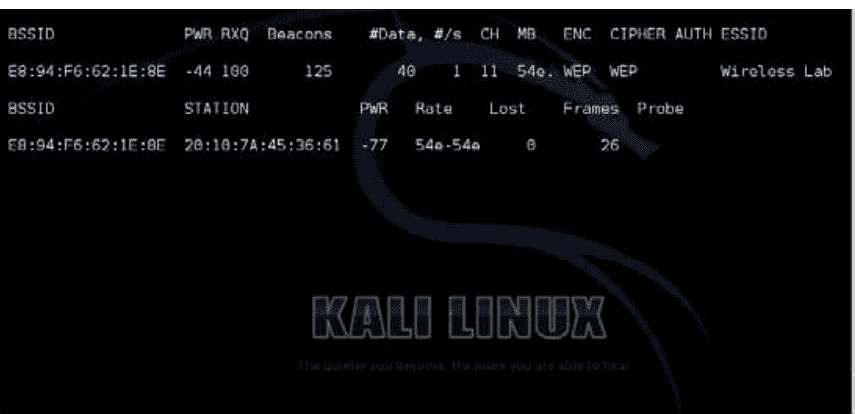 BSSID PWR RXQ Beacons #Data, #/s CH MB ENC CIPHER AUTH ESSID
E8:94:F6:62:1E:8E -44 100 125 40 1 11 54e. WEP WEP Wireless Lab
BSSID STATION PWR Rate Lost Frames Probe
E8:94:F6:62:1E:8E 20:10:7A:45:36:61 -77 54e-54e 0 26
KALI LINUX
The quieter you become, the more you are able to hear